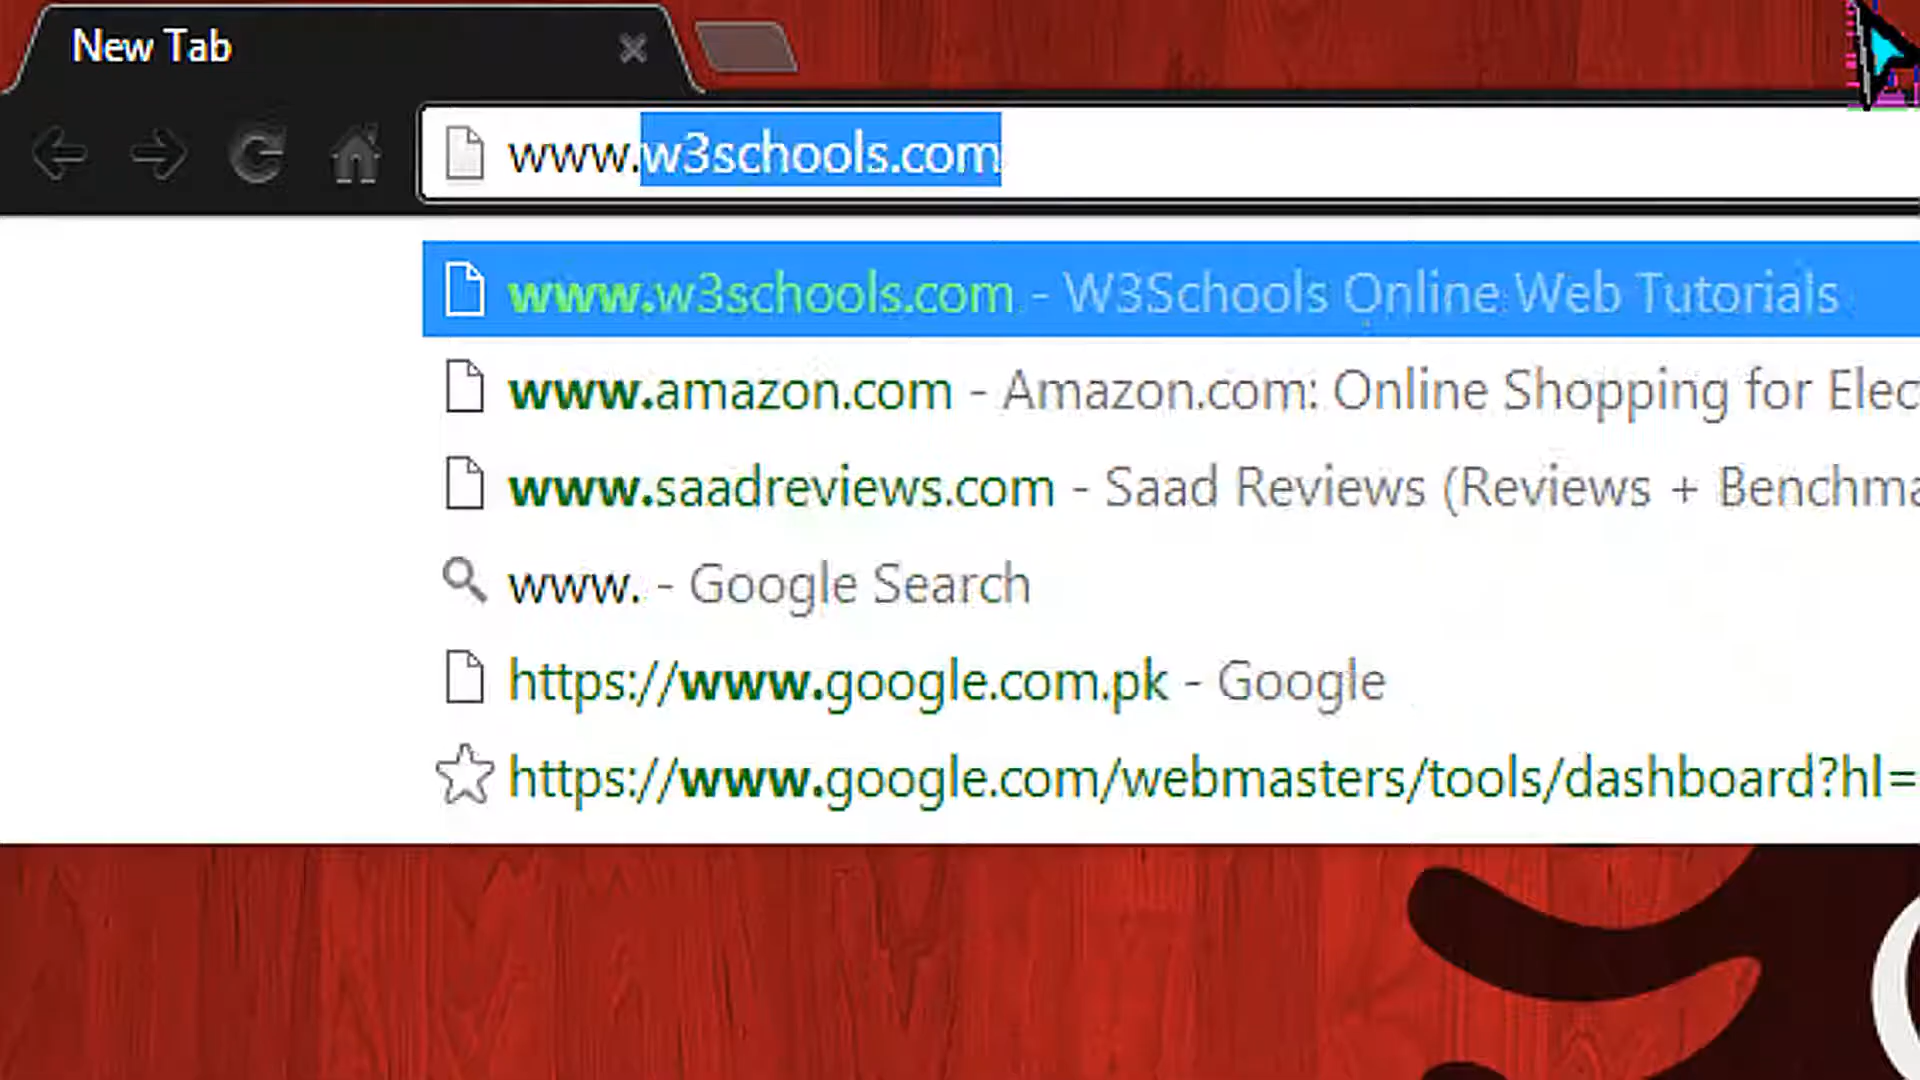 New Tab
www.w3schools.com
www.w3schools.com - W3Schools Online Web Tutorials
www.amazon.com - Amazon.com: Online Shopping for Elec
www.saadreviews.com - Saad Reviews (Reviews + Benchma
www. - Google Search
https://www.google.com.pk - Google
https://www.google.com/webmasters/tools/dashboard?hl=